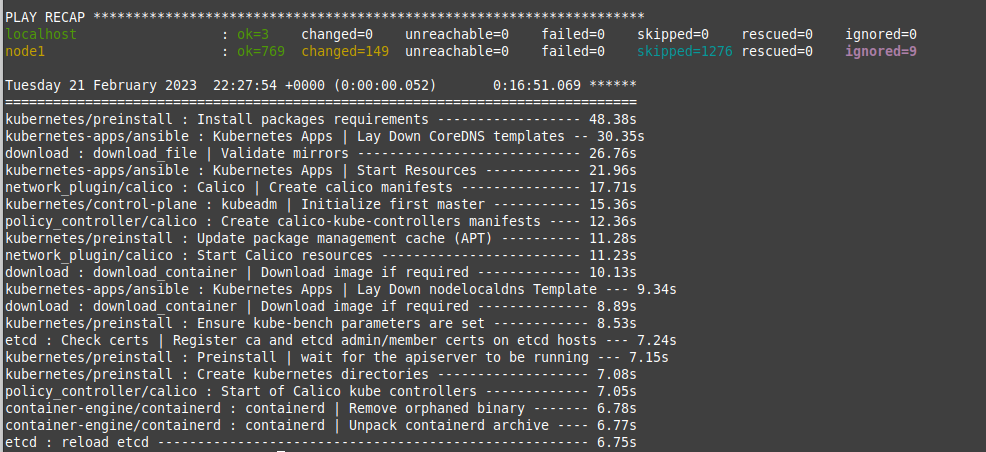 PLAY RECAP *********************************************************************
localhost                  : ok=3    changed=0    unreachable=0    failed=0    skipped=0    rescued=0    ignored=0
node1                      : ok=769  changed=149  unreachable=0    failed=0    skipped=1276 rescued=0    ignored=9
Tuesday 21 February 2023  22:27:54 +0000 (0:00:00.052)       0:16:51.069 ******
===============================================================================
kubernetes/preinstall : Install packages requirements ------------------ 48.38s
kubernetes-apps/ansible : Kubernetes Apps | Lay Down CoreDNS templates -- 30.35s
download : download_file | Validate mirrors ---------------------------- 26.76s
kubernetes-apps/ansible : Kubernetes Apps | Start Resources ------------ 21.96s
network_plugin/calico : Calico | Create calico manifests --------------- 17.71s
kubernetes/control-plane : kubeadm | Initialize first master ----------- 15.36s
policy_controller/calico : Create calico-kube-controllers manifests ---- 12.36s
kubernetes/preinstall : Update package management cache (APT) ---------- 11.28s
network_plugin/calico : Start Calico resources ------------------------- 11.23s
download : download_container | Download image if required ------------- 10.13s
kubernetes-apps/ansible : Kubernetes Apps | Lay Down nodelocaldns Template --- 9.34s
download : download_container | Download image if required -------------- 8.89s
kubernetes/preinstall : Ensure kube-bench parameters are set ------------ 8.53s
etcd : Check certs | Register ca and etcd admin/member certs on etcd hosts --- 7.24s
kubernetes/preinstall : Preinstall | wait for the apiserver to be running --- 7.15s
kubernetes/preinstall : Create kubernetes directories ------------------- 7.08s
policy_controller/calico : Start of Calico kube controllers ------------- 7.05s
container-engine/containerd : containerd | Remove orphaned binary ------- 6.78s
container-engine/containerd : containerd | Unpack containerd archive ---- 6.77s
etcd : reload etcd ------------------------------------------------------ 6.75s